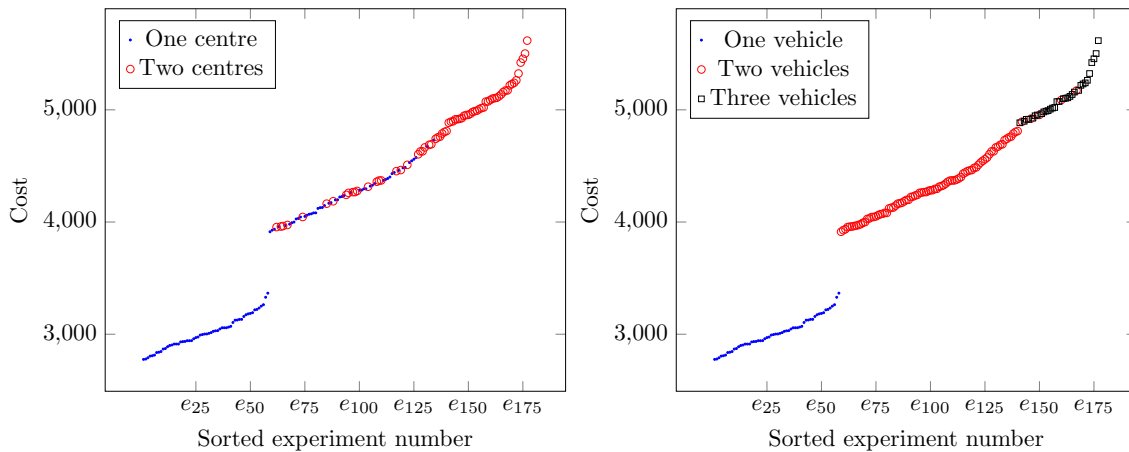 One centre
Two centres
5,000
4,000
3,000
Cost
e25 e50 e75 e100 e125 e150 e175
Sorted experiment number
One vehicle
Two vehicles
Three vehicles
5,000
4,000
3,000
Cost
e25 e50 e75 e100 e125 e150 e175
Sorted experiment number